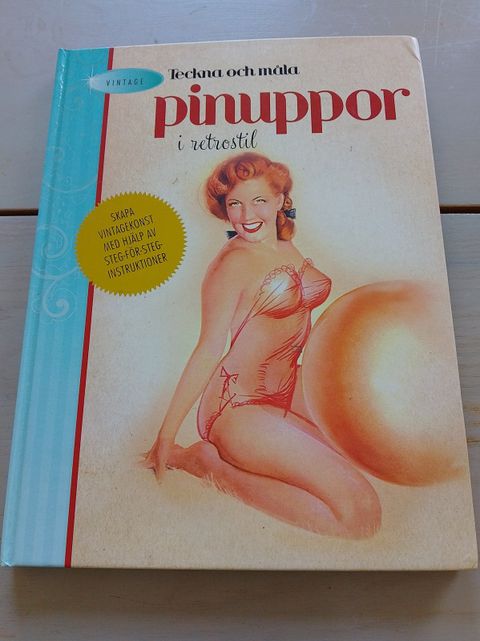 VINTAGE
Teckna och måla
pinuppor
i retrostil
SKAPA
VINTAGEKONST
MED HJÄLP AV
STEG-FÖR-STEG-
INSTRUKTIONER